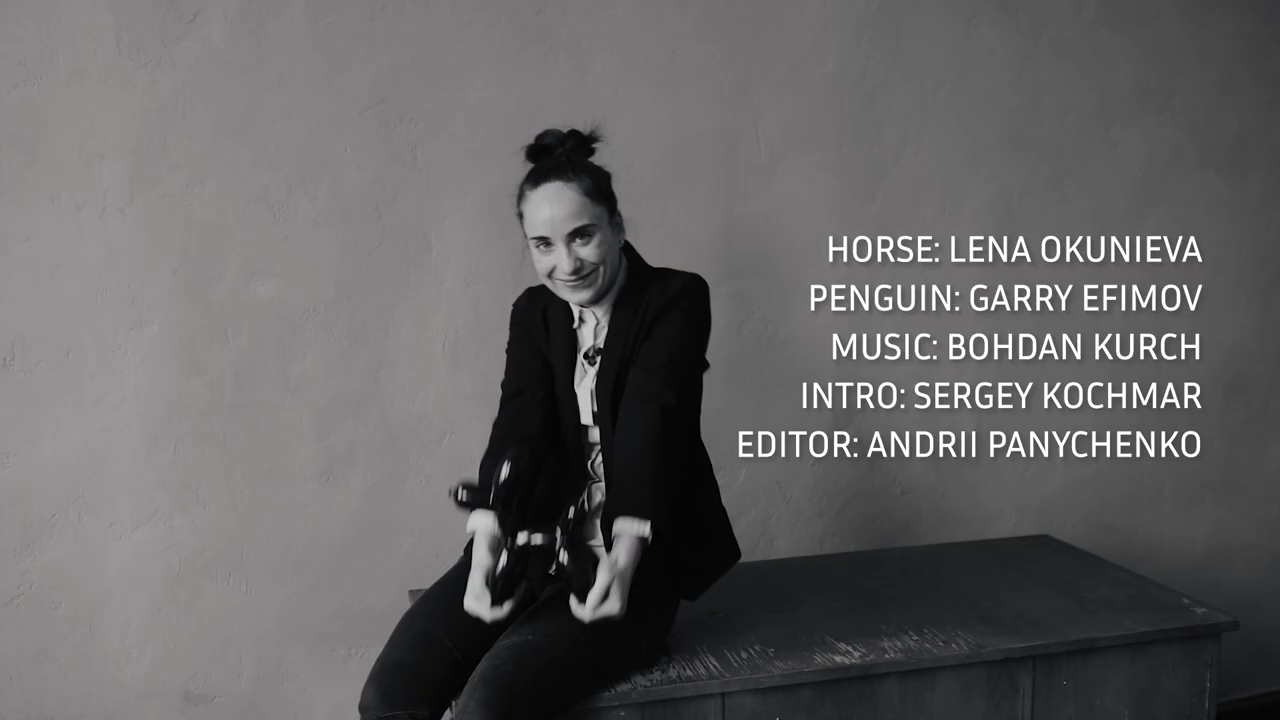 HORSE: LENA OKUNIEVA
PENGUIN: GARRY EFIMOV
MUSIC: BOHDAN KURCH
INTRO: SERGEY KOCHMAR
EDITOR: ANDRII PANYCHENKO